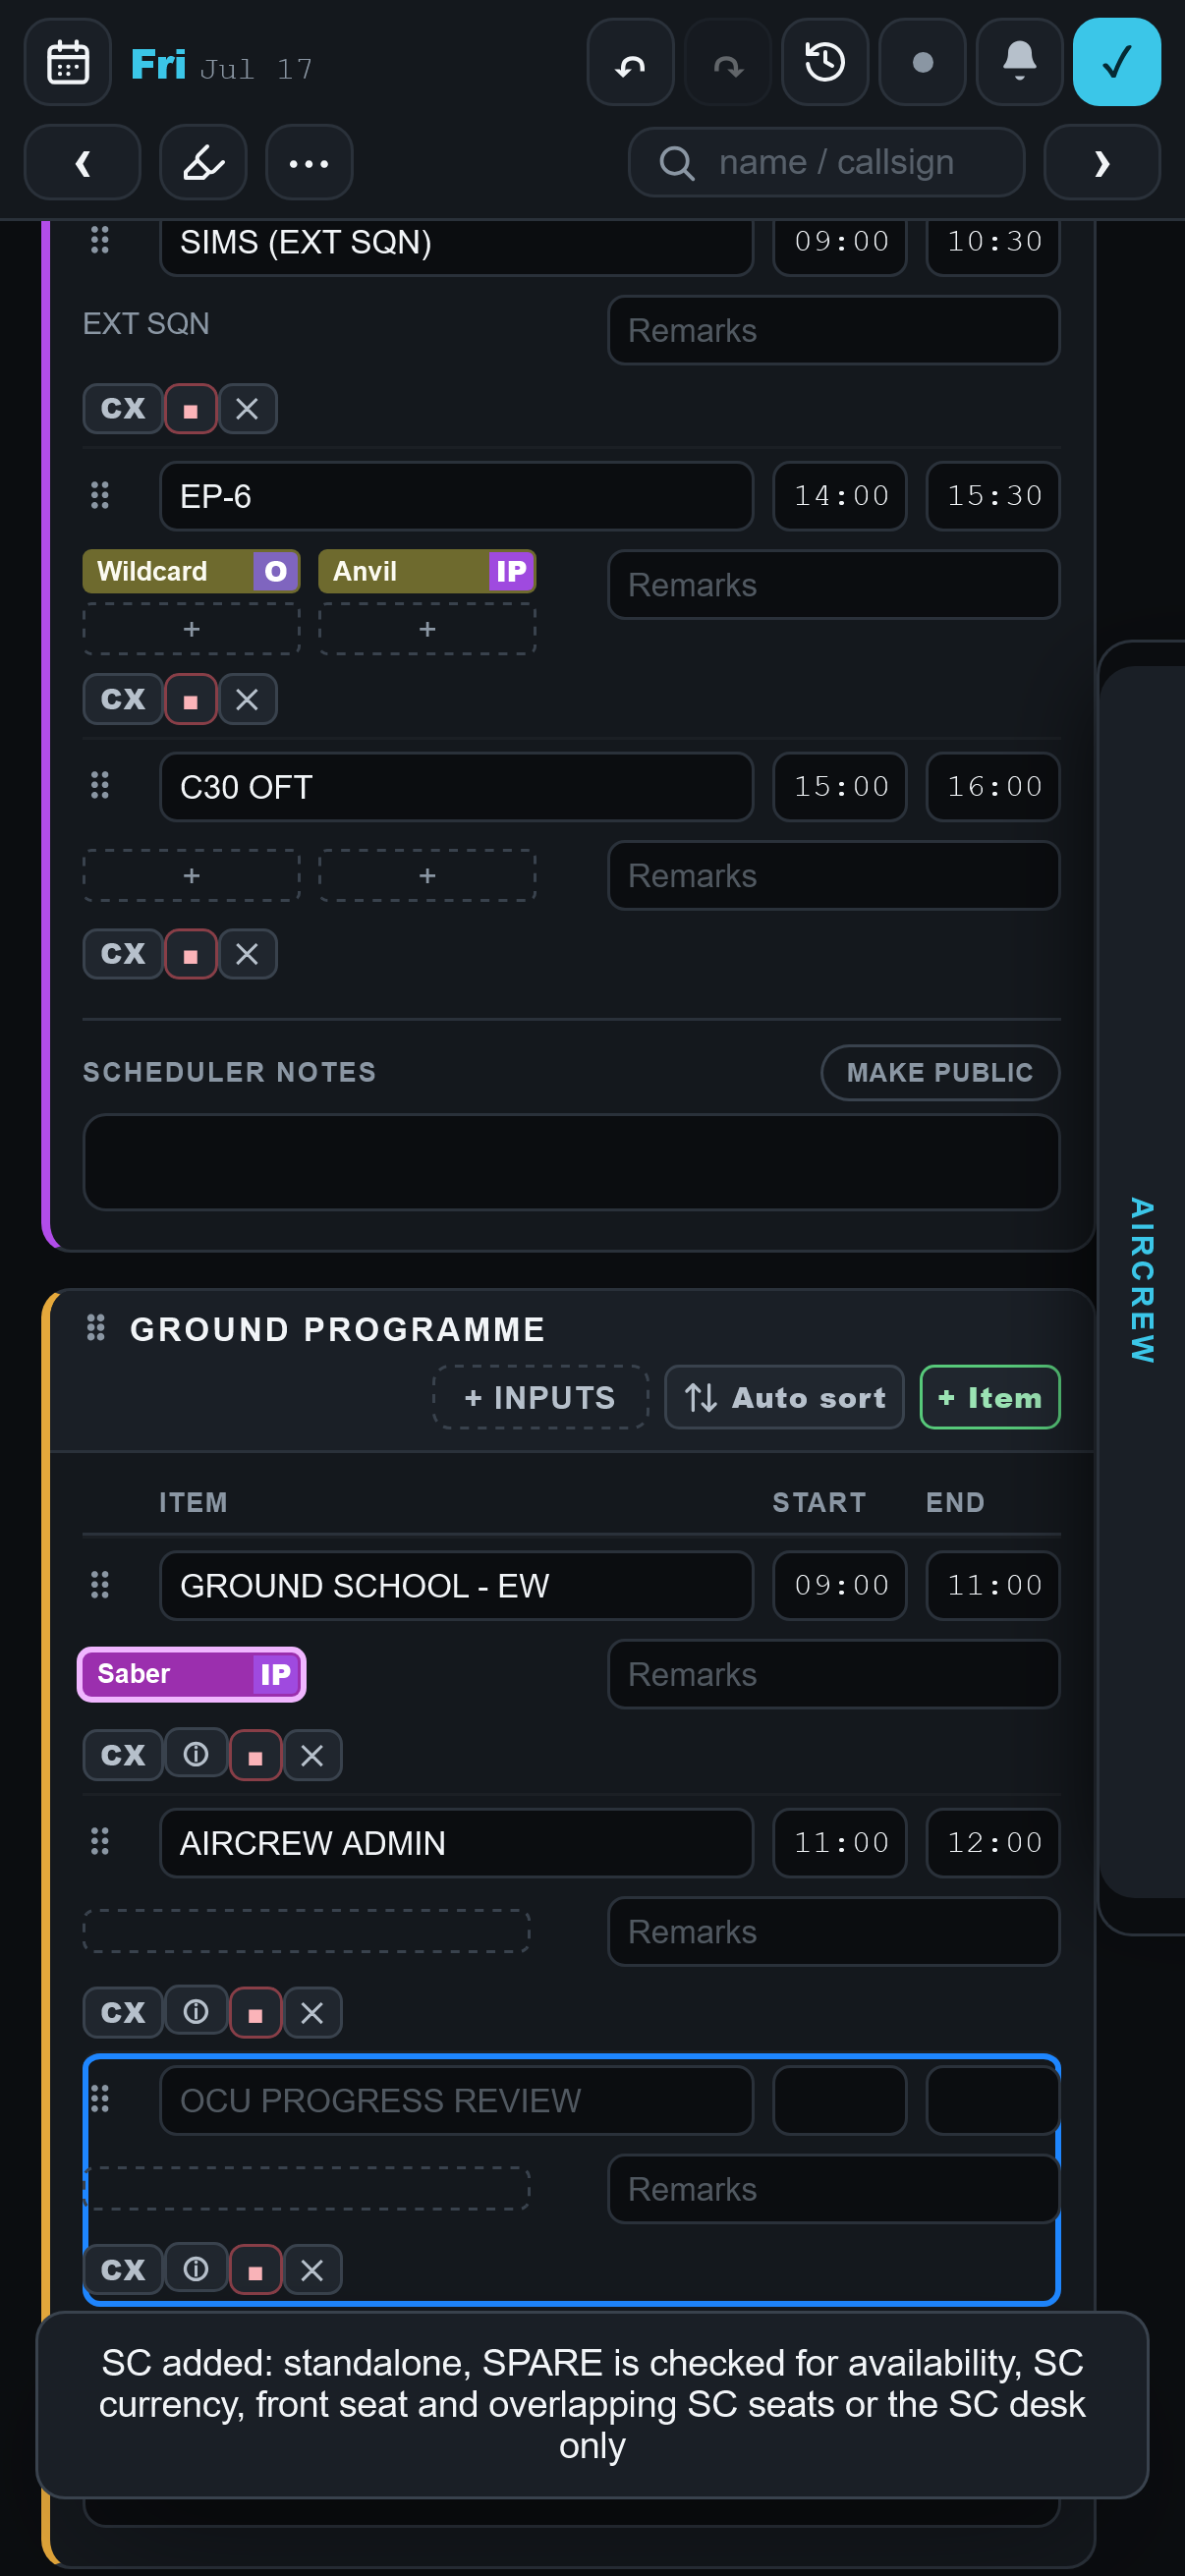 Fri Jul 17
name / callsign
SIMS (EXT SQN) 09:00 10:30
EXT SQN Remarks
CX
EP-6 14:00 15:30
Wildcard O Anvil IP Remarks
+ +
CX
C30 OFT 15:00 16:00
+ + Remarks
CX
SCHEDULER NOTES MAKE PUBLIC
AIRCREW
GROUND PROGRAMME
+ INPUTS Auto sort + Item
ITEM START END
GROUND SCHOOL - EW 09:00 11:00
Saber IP Remarks
CX
AIRCREW ADMIN 11:00 12:00
Remarks
CX
OCU PROGRESS REVIEW
Remarks
CX
SC added: standalone, SPARE is checked for availability, SC
currency, front seat and overlapping SC seats or the SC desk
only